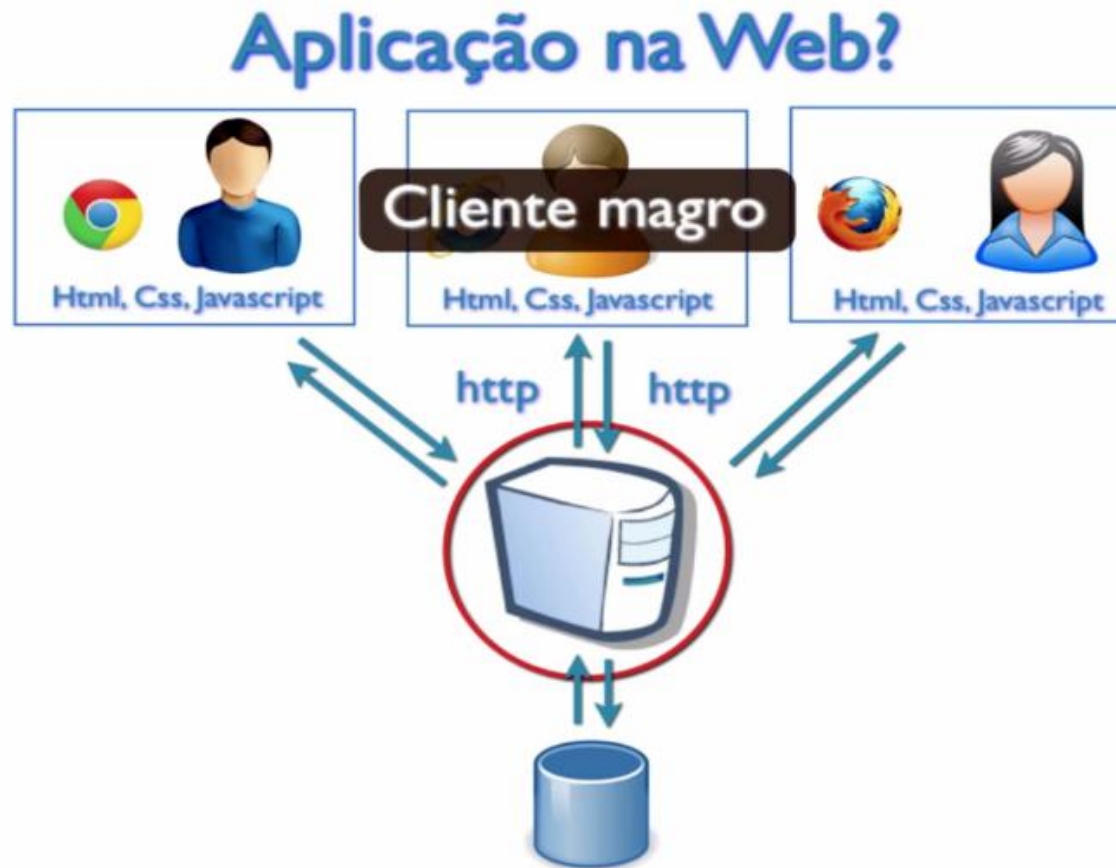 Aplicação na Web?
Cliente magro
Html, Css, Javascript
Html, Css, Javascript
Html, Css, Javascript
http
http